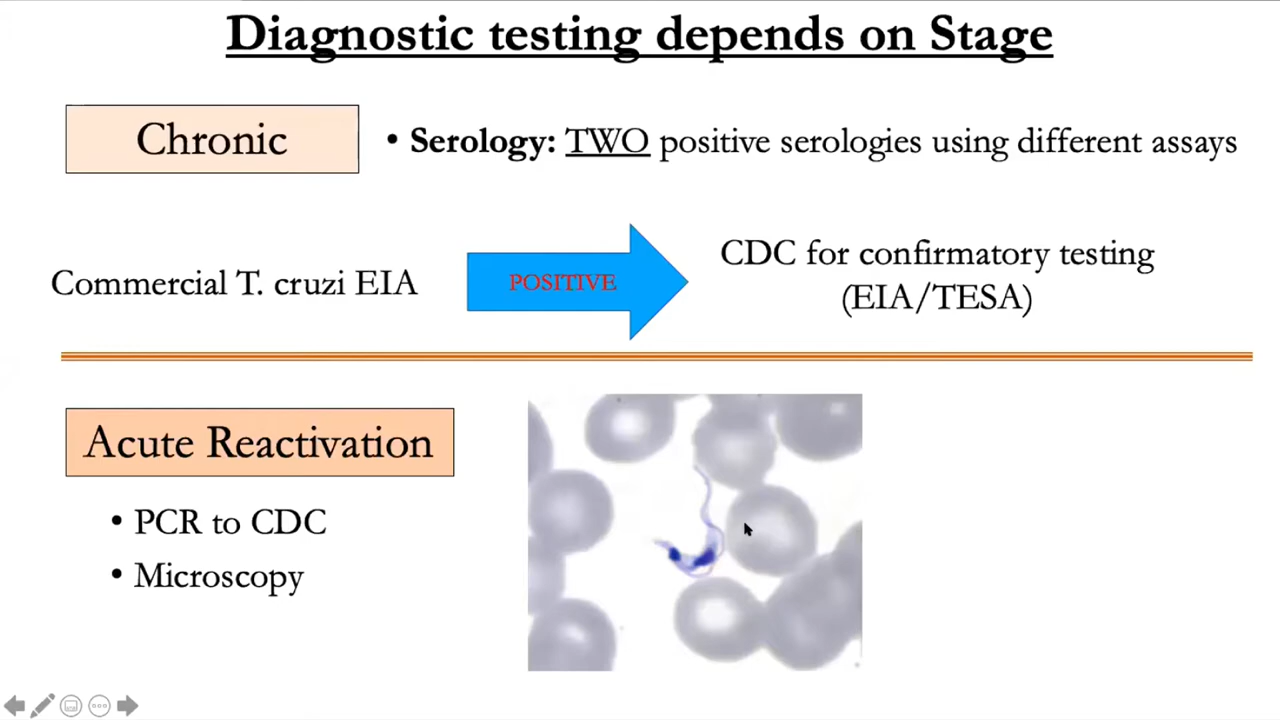 Diagnostic testing depends on Stage
Chronic
• Serology: TWO positive serologies using different assays
Commercial T. cruzi EIA
POSITIVE
CDC for confirmatory testing
(EIA/TESA)
Acute Reactivation
• PCR to CDC
• Microscopy